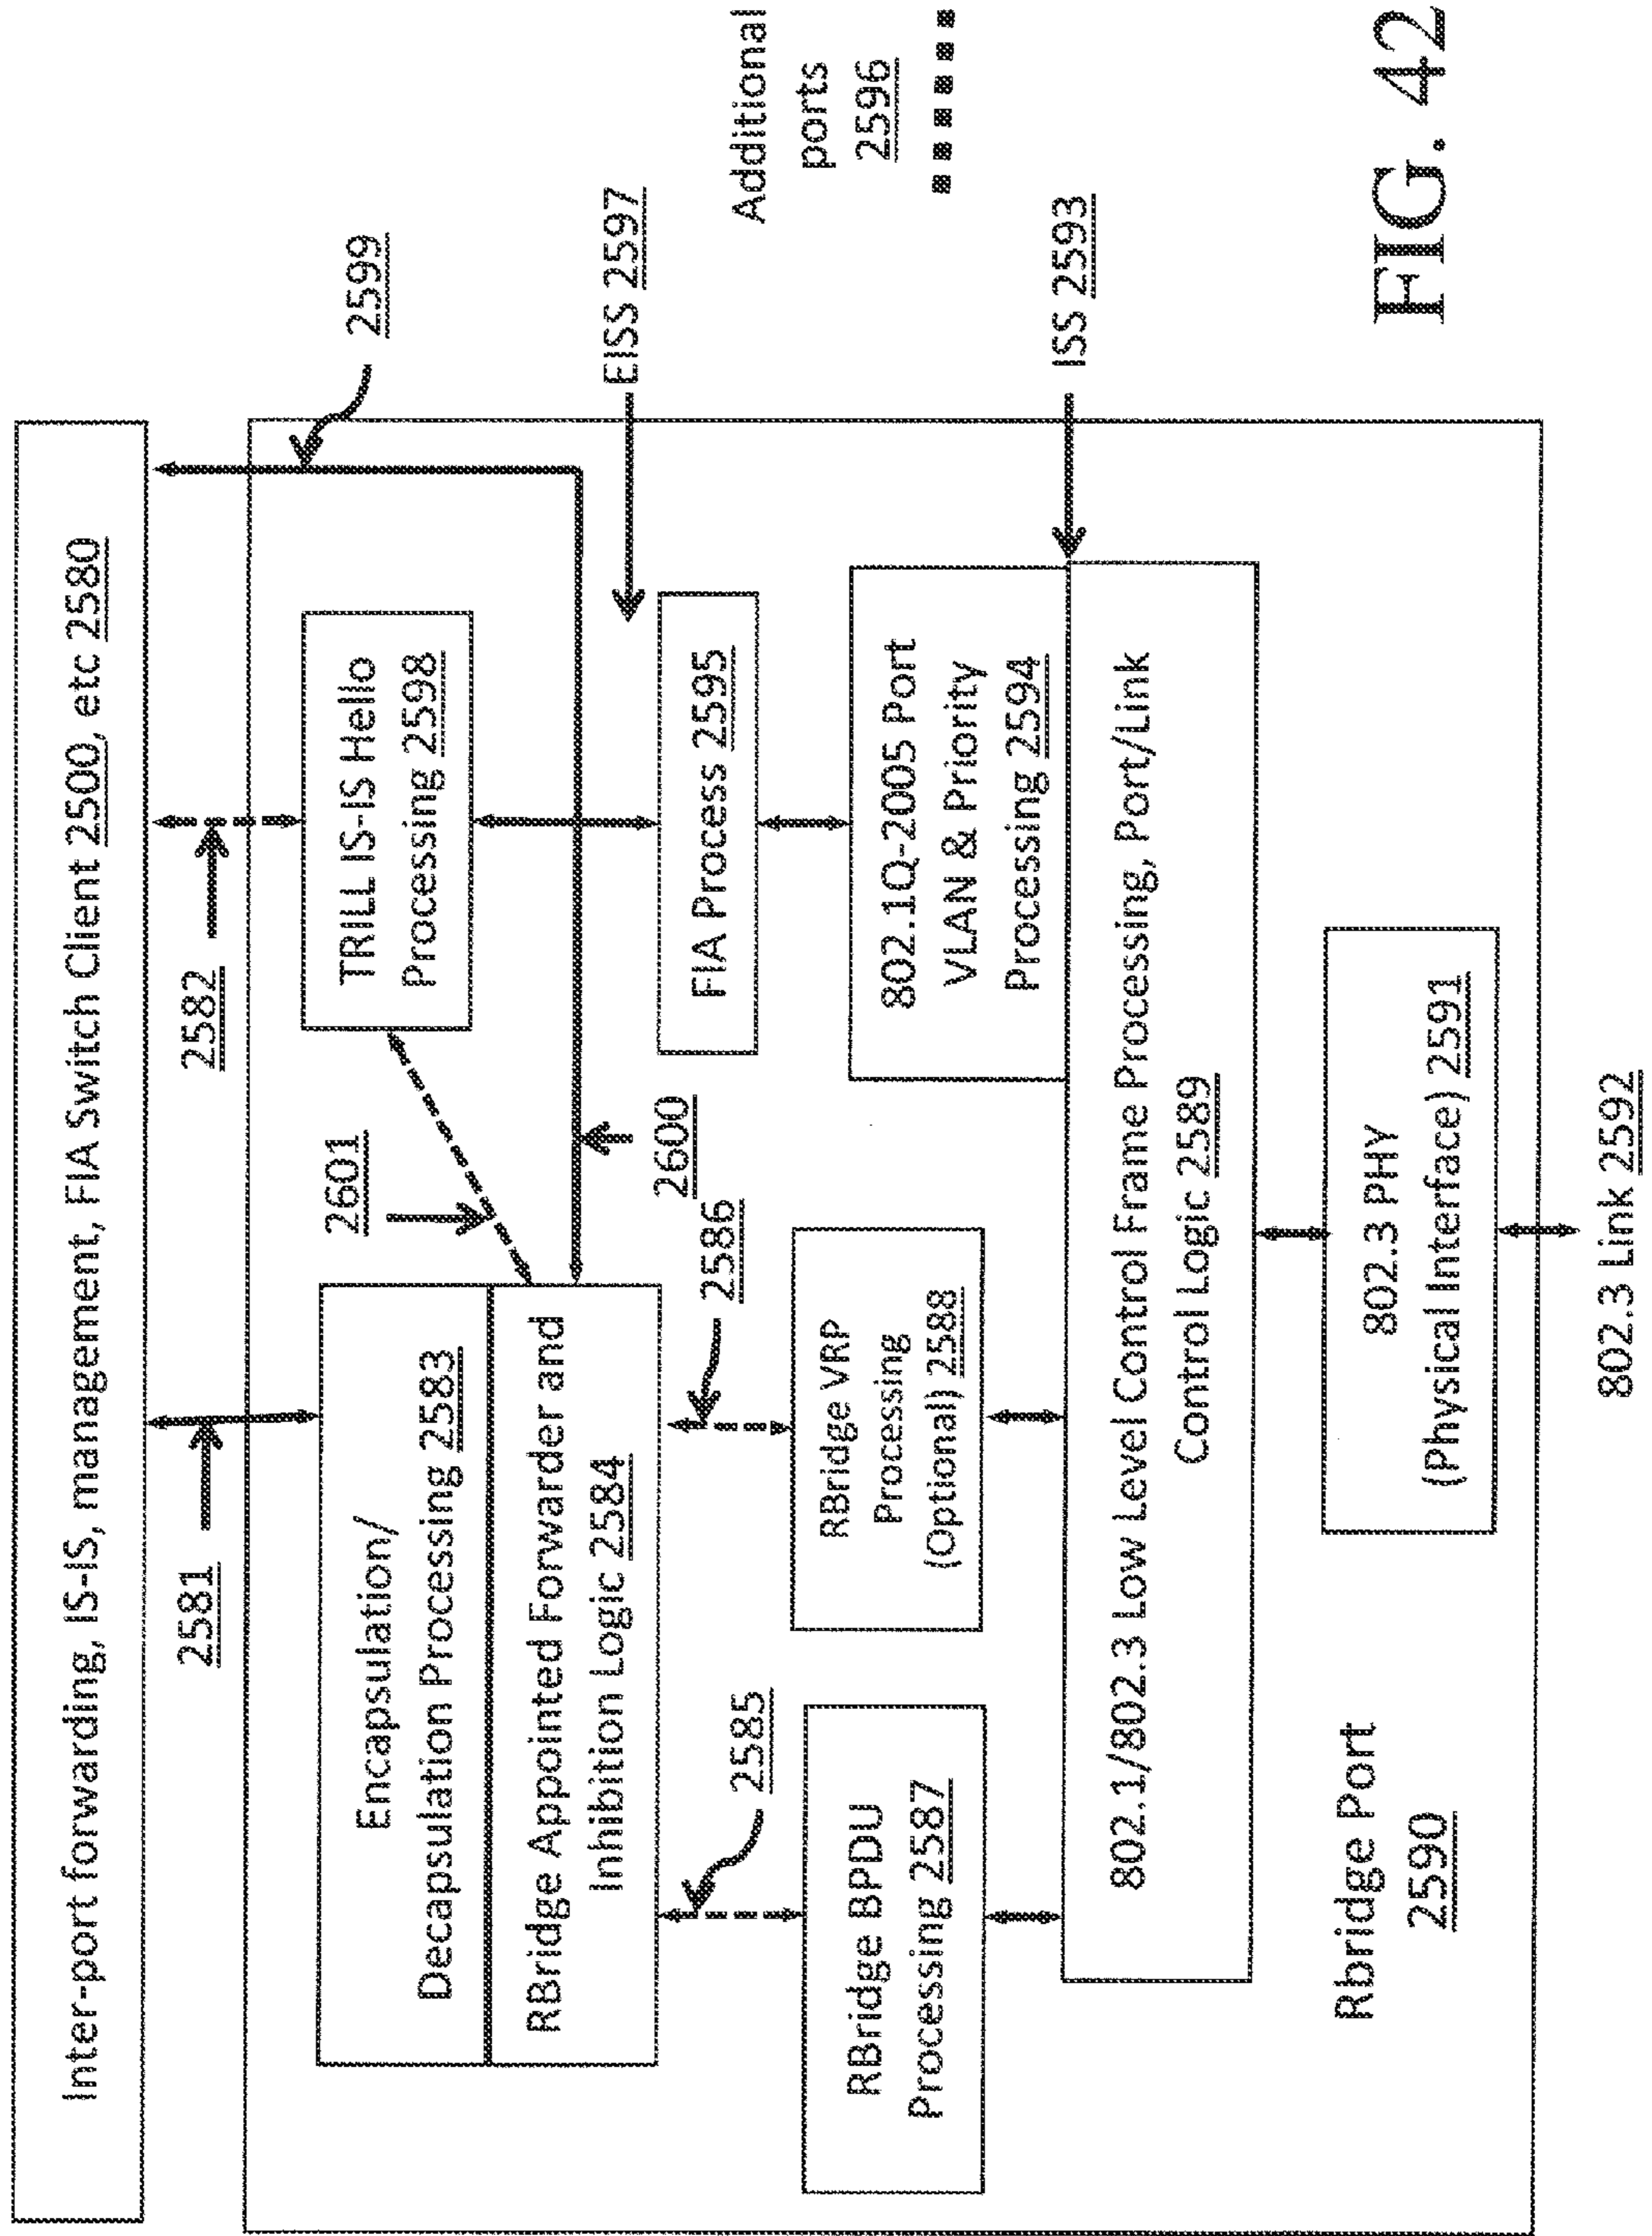 Inter-port forwarding, IS-IS, management, FIA Switch Client 2500, etc 2580
2581
2582
2599
Encapsulation/
Decapsulation Processing 2583
RBridge Appointed Forwarder and
Inhibition Logic 2584
2601
TRILL IS-IS Hello
Processing 2598
2600
EISS 2597
2585
2586
FIA Process 2595
Additional
ports
2596
RBridge BPDU
Processing 2587
RBridge VRP
Processing
(Optional) 2588
802.1Q-2005 Port
VLAN & Priority
Processing 2594
ISS 2593
802.1/802.3 Low Level Control Frame Processing, Port/Link
Control Logic 2589
Rbridge Port
2590
802.3 PHY
(Physical Interface) 2591
802.3 Link 2592
FIG. 42